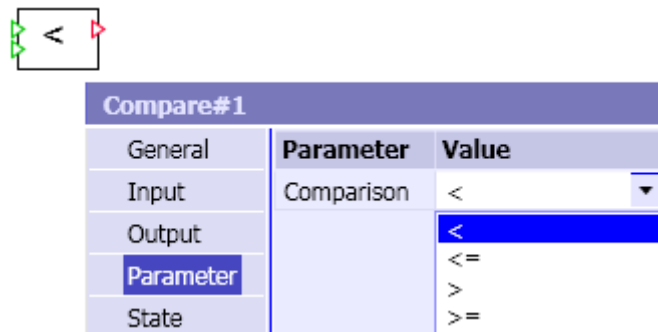 <
Compare#1
General
Input
Output
Parameter
State
Parameter Value
Comparison <
<
<=
>
>=